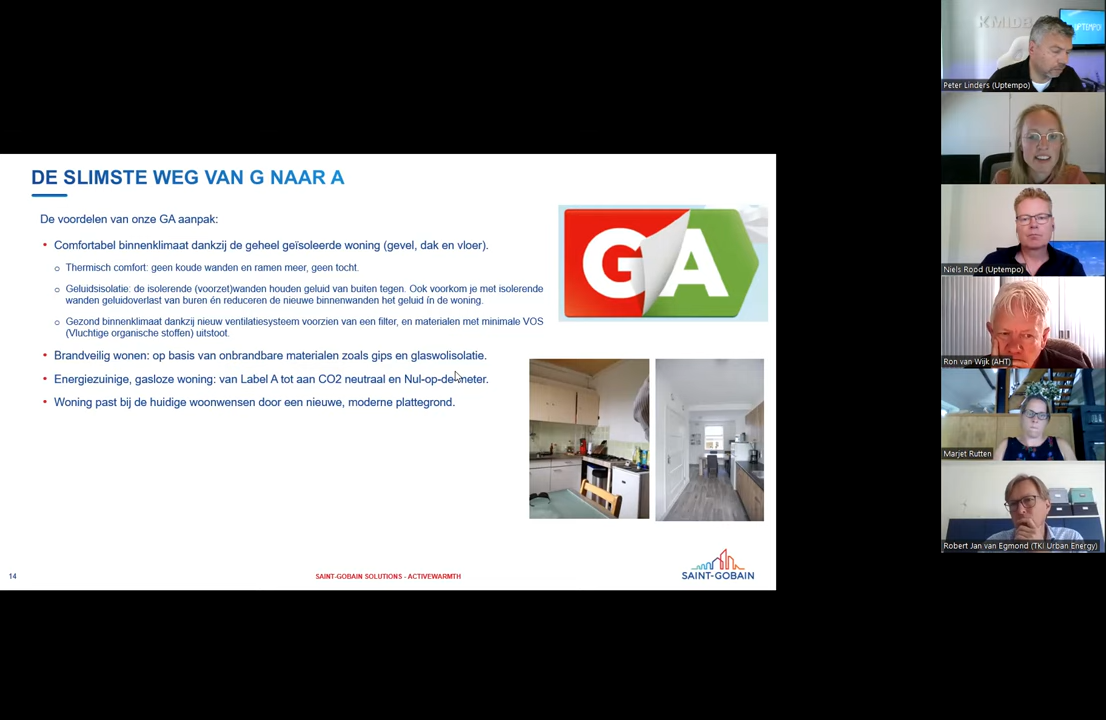 DE SLIMSTE WEG VAN G NAAR A
De voordelen van onze GA aanpak:
• Comfortabel binnenklimaat dankzij de geheel geïsoleerde woning (gevel, dak en vloer).
o Thermisch comfort: geen koude wanden en ramen meer, geen tocht.
o Geluidsisolatie: de isolerende (voorzet)wanden houden geluid van buiten tegen. Ook voorkom je met isolerende
wanden geluidoverlast van buren én reduceren de nieuwe binnenwanden het geluid ín de woning.
o Gezond binnenklimaat dankzij nieuw ventilatiesysteem voorzien van een filter, en materialen met minimale VOS
(Vluchtige organische stoffen) uitstoot.
• Brandveilig wonen: op basis van onbrandbare materialen zoals gips en glaswolisolatie.
• Energiezuinige, gasloze woning: van Label A tot aan CO2 neutraal en Nul-op-de-meter.
• Woning past bij de huidige woonwensen door een nieuwe, moderne plattegrond.
G A
14
SAINT-GOBAIN SOLUTIONS - ACTIVEWARMTH
SAINT-GOBAIN
UPTEMPO
Peter Linders (Uptempo)
Niels Rood (Uptempo)
Ron van Wijk (AHT)
Marjet Rutten
Robert Jan van Egmond (TKI Urban Energy)